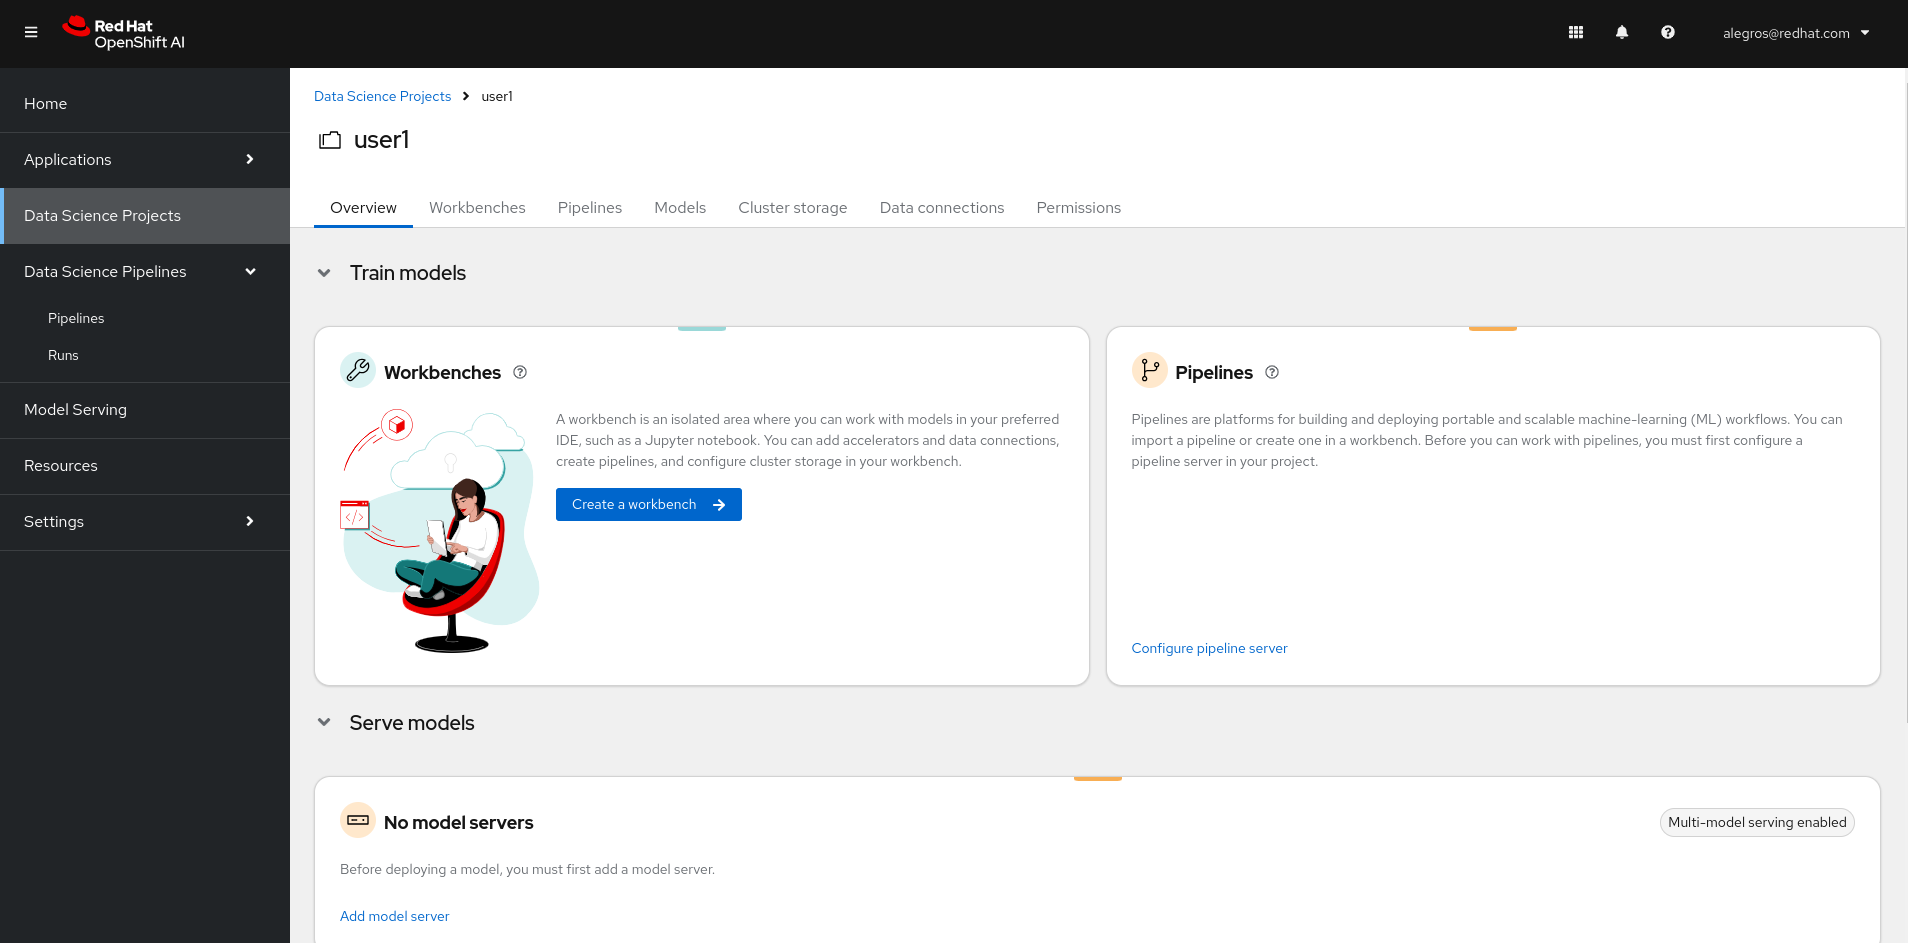 Red Hat
OpenShift AI
alegros@redhat.com
Home
Applications
Data Science Projects
Data Science Pipelines
Pipelines
Runs
Model Serving
Resources
Settings
Data Science Projects > user1
user1
Overview Workbenches Pipelines Models Cluster storage Data connections Permissions
Train models
Workbenches
A workbench is an isolated area where you can work with models in your preferred
IDE, such as a Jupyter notebook. You can add accelerators and data connections,
create pipelines, and configure cluster storage in your workbench.
Create a workbench
Pipelines
Pipelines are platforms for building and deploying portable and scalable machine-learning (ML) workflows. You can
import a pipeline or create one in a workbench. Before you can work with pipelines, you must first configure a
pipeline server in your project.
Configure pipeline server
Serve models
No model servers
Multi-model serving enabled
Before deploying a model, you must first add a model server.
Add model server